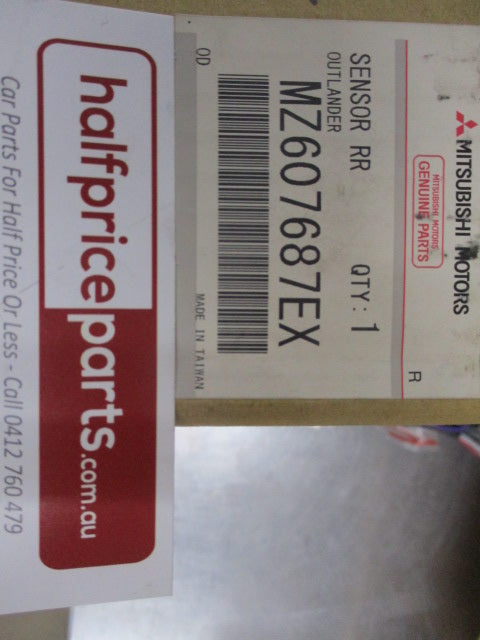 MITSUBISHI MOTORS
MITSUBISHI MOTORS
GENUINE PARTS
R
SENSOR RR QTY: 1
OUTLANDER
MZ607687EX
OD MADE IN TAIWAN
halfpriceparts.com.au
Car Parts For Half Price Or Less - Call 0412 760 479